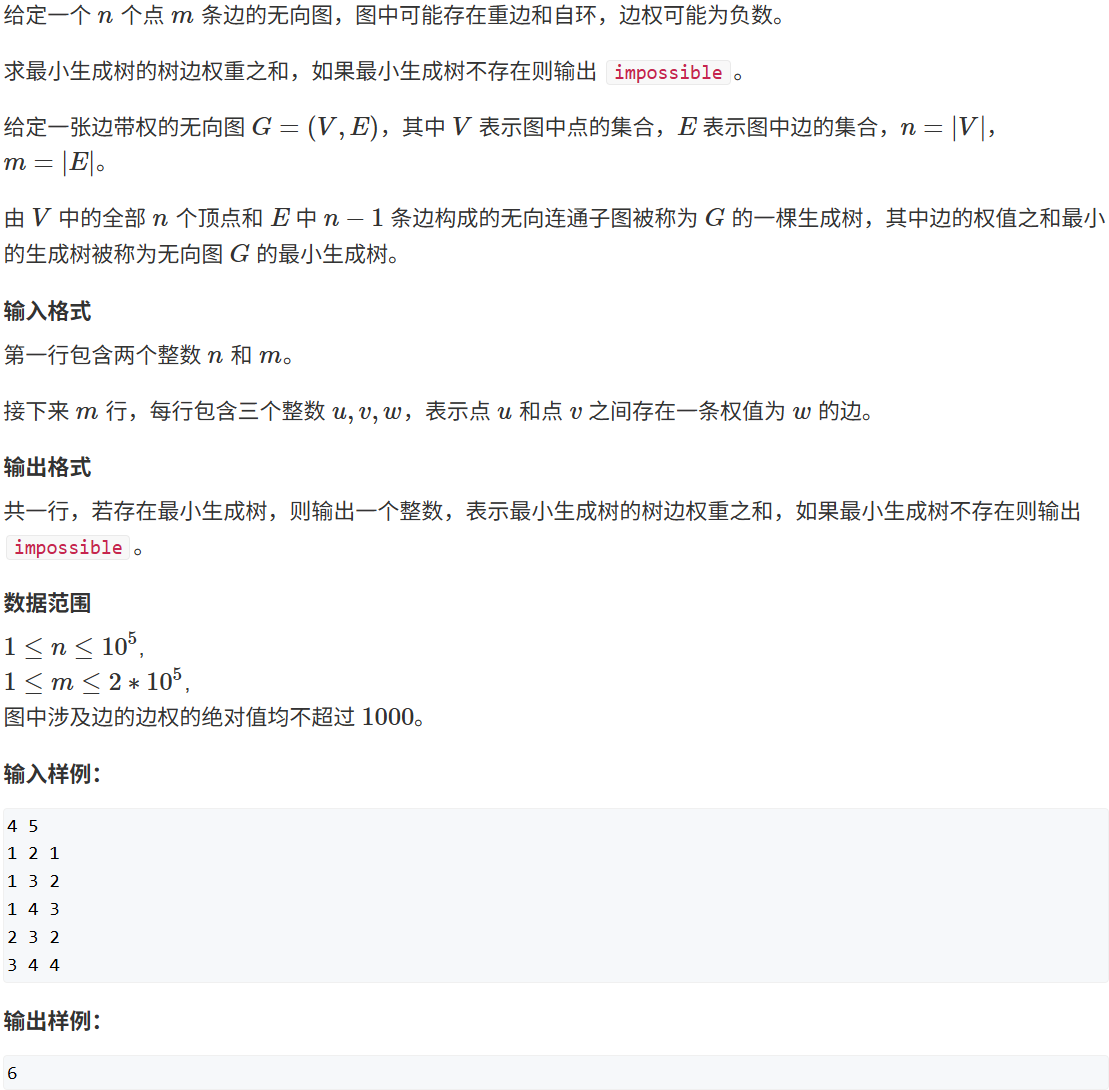 给定一个 n 个点 m 条边的无向图，图中可能存在重边和自环，边权可能为负数。
求最小生成树的树边权重之和，如果最小生成树不存在则输出 impossible 。
给定一张边带权的无向图 G = (V, E)，其中 V 表示图中点的集合，E 表示图中边的集合，n = |V|，
m = |E|。
由 V 中的全部 n 个顶点和 E 中 n − 1 条边构成的无向连通子图被称为 G 的一棵生成树，其中边的权值之和最小
的生成树被称为无向图 G 的最小生成树。
输入格式
第一行包含两个整数 n 和 m。
接下来 m 行，每行包含三个整数 u, v, w，表示点 u 和点 v 之间存在一条权值为 w 的边。
输出格式
共一行，若存在最小生成树，则输出一个整数，表示最小生成树的树边权重之和，如果最小生成树不存在则输出
impossible 。
数据范围
1 ≤ n ≤ 10⁵,
1 ≤ m ≤ 2 * 10⁵,
图中涉及边的边权的绝对值均不超过 1000。
输入样例：
4 5
1 2 1
1 3 2
1 4 3
2 3 2
3 4 4
输出样例：
6